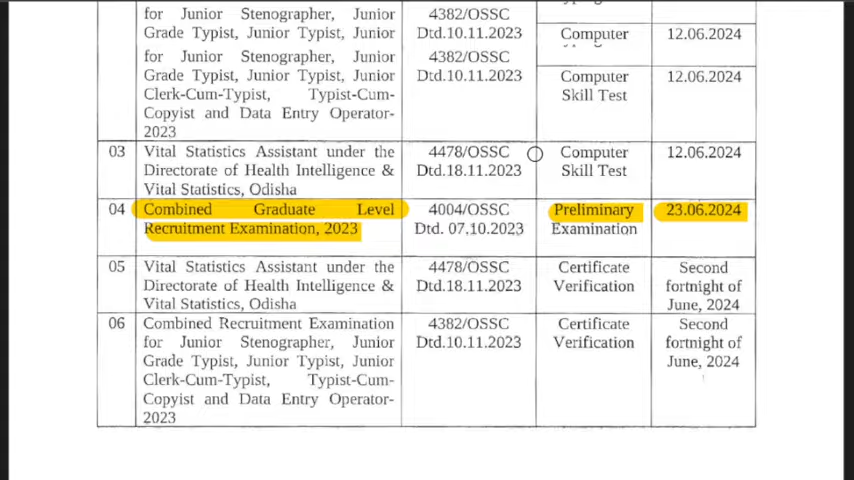 for Junior Stenographer, Junior
Grade Typist, Junior Typist, Junior
4382/OSSC
Dtd.10.11.2023
Computer
12.06.2024
for Junior Stenographer, Junior
Grade Typist, Junior Typist, Junior
Clerk-Cum-Typist, Typist-Cum-
Copyist and Data Entry Operator-
2023
4382/OSSC
Dtd.10.11.2023
Computer
Skill Test
12.06.2024
03
Vital Statistics Assistant under the
Directorate of Health Intelligence &
Vital Statistics, Odisha
4478/OSSC
Dtd.18.11.2023
Computer
Skill Test
12.06.2024
04
Combined Graduate Level
Recruitment Examination, 2023
4004/OSSC
Dtd. 07.10.2023
Preliminary
Examination
23.06.2024
05
Vital Statistics Assistant under the
Directorate of Health Intelligence &
Vital Statistics, Odisha
4478/OSSC
Dtd.18.11.2023
Certificate
Verification
Second
fortnight of
June, 2024
06
Combined Recruitment Examination
for Junior Stenographer, Junior
Grade Typist, Junior Typist, Junior
Clerk-Cum-Typist, Typist-Cum-
Copyist and Data Entry Operator-
2023
4382/OSSC
Dtd.10.11.2023
Certificate
Verification
Second
fortnight of
June, 2024